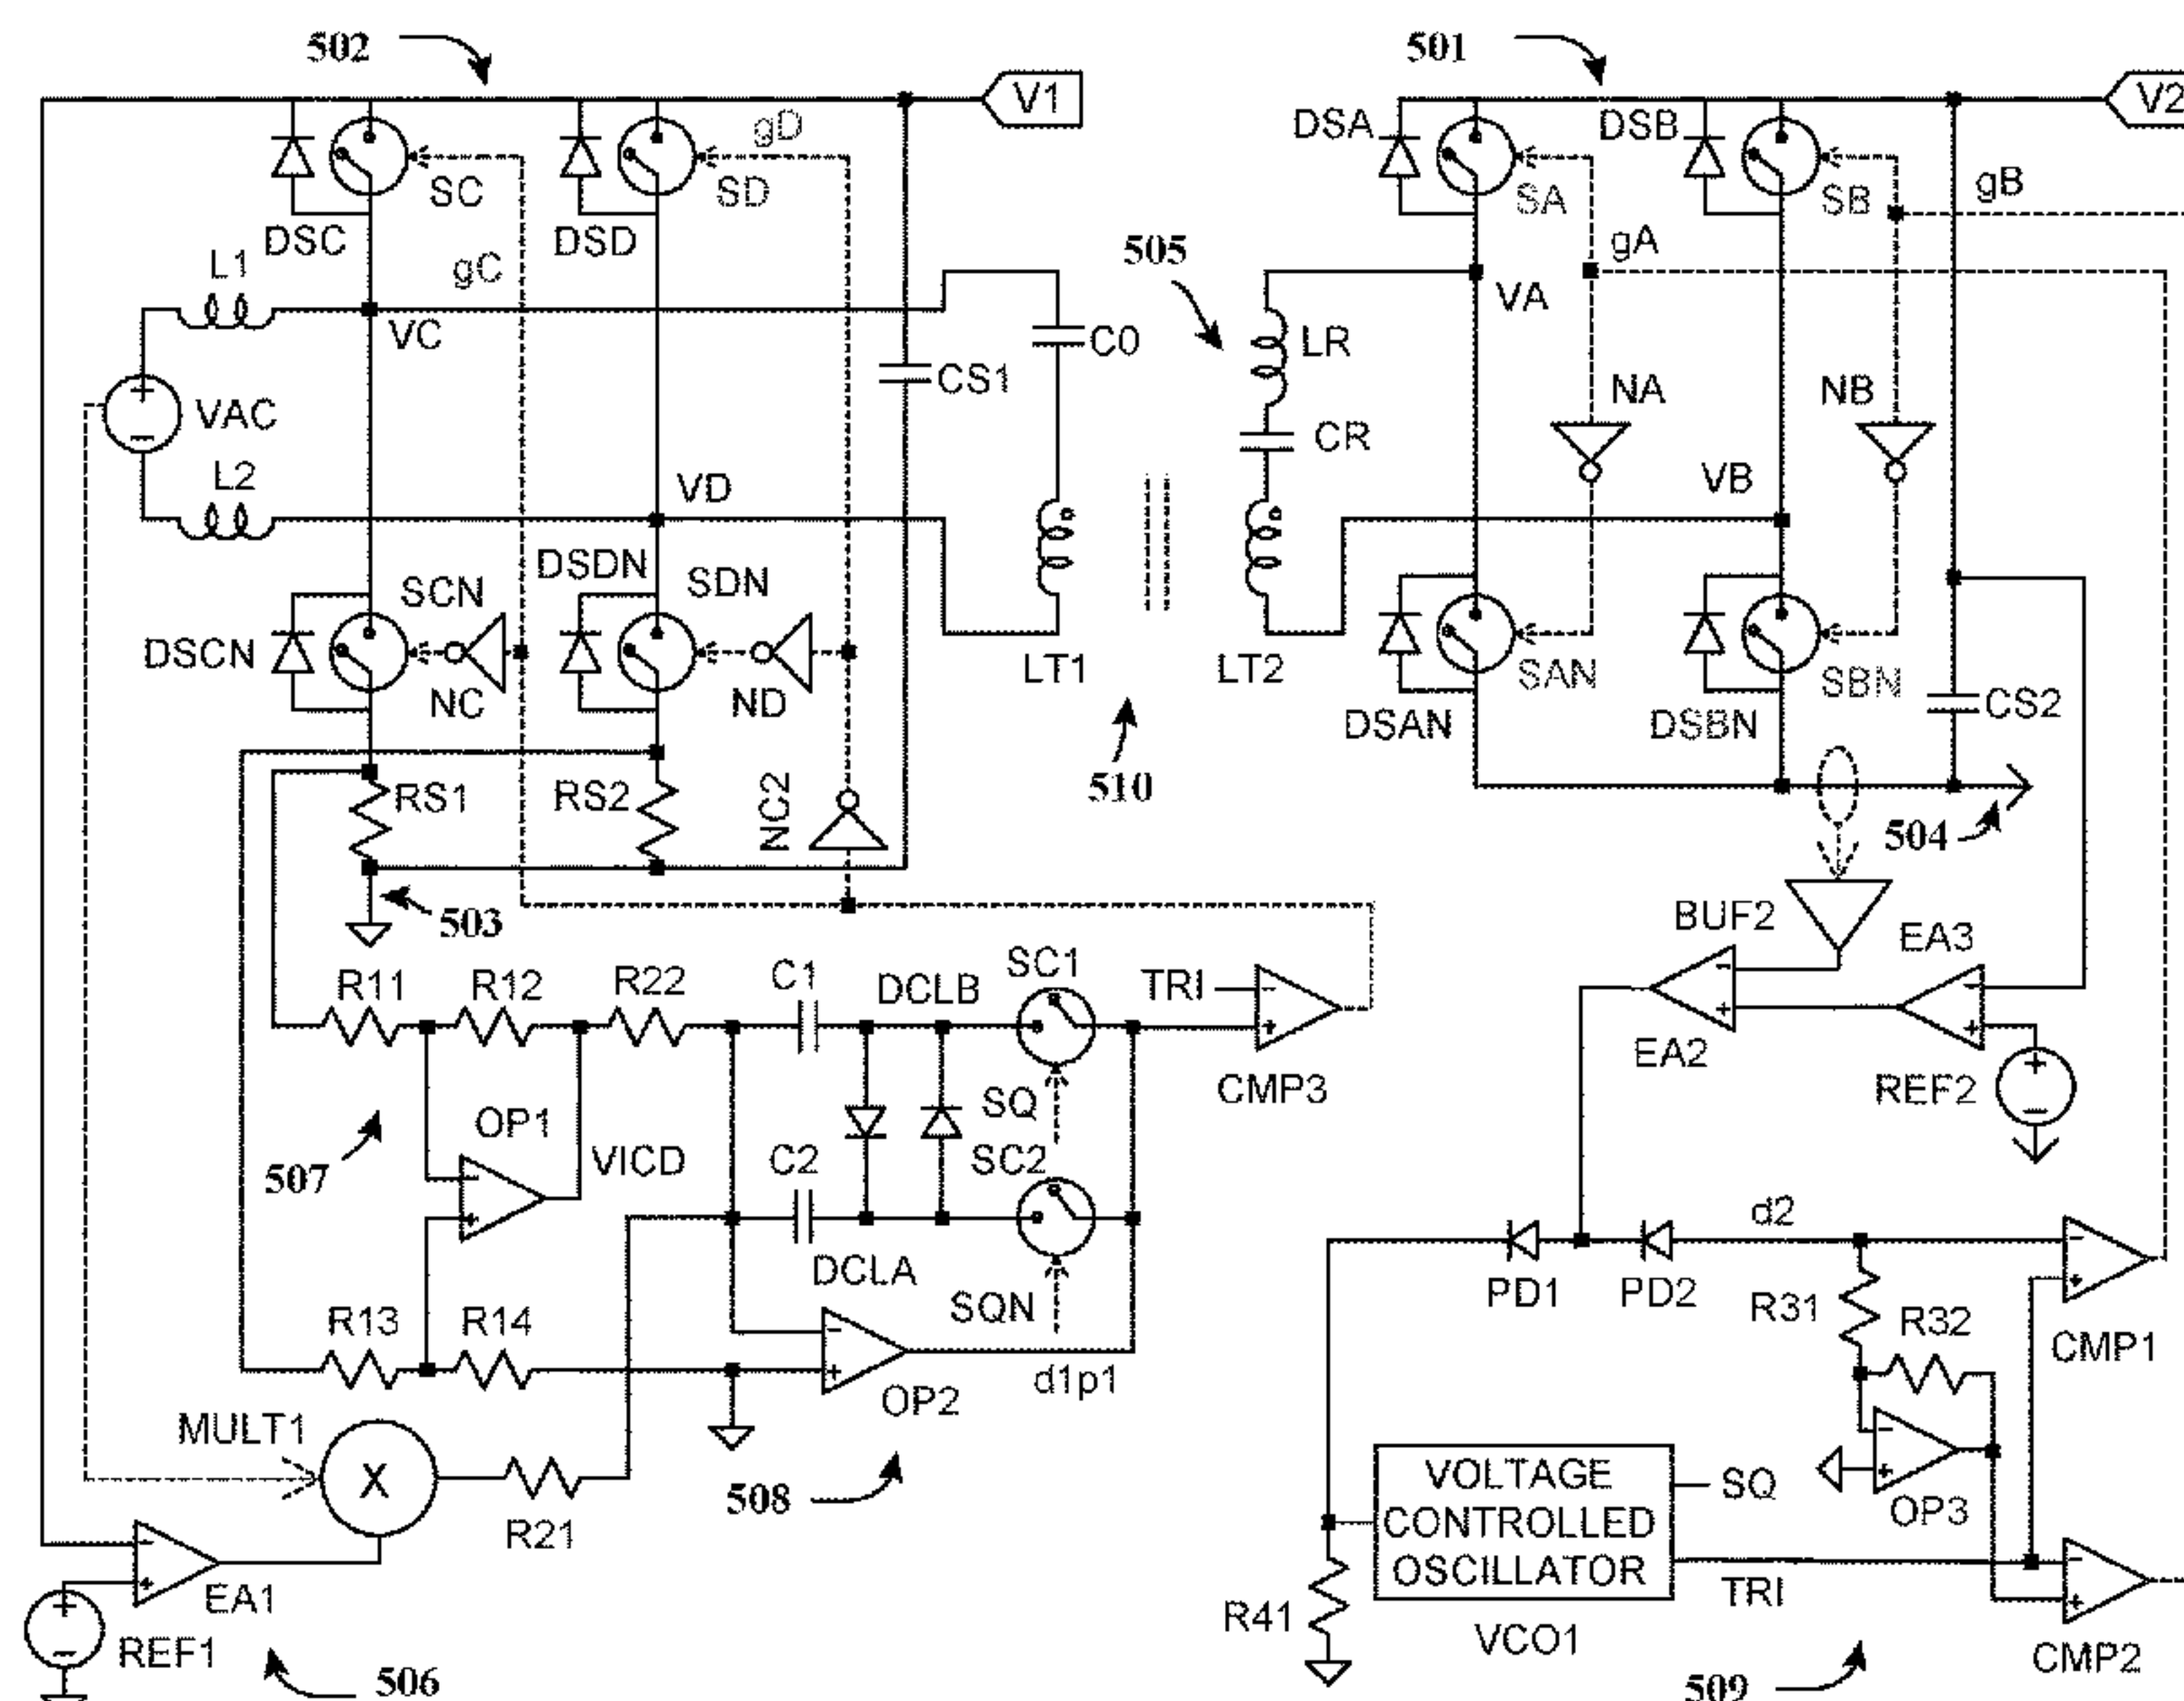 502
501
V1
V2
gD
DSA
DSB
SC
SD
SA
SB
gB
DSC
DSD
gC
gA
505
L1
VC
VA
C0
LR
CS1
NA
NB
VAC
CR
L2
VD
VB
DSDN
SCN
SDN
DSCN
NC
ND
LT1
LT2
SAN
SBN
CS2
DSAN
DSBN
RS1
RS2
NC2
510
504
503
BUF2
EA3
R11
R12
R22
C1
DCLB
SC1
TRI
-
+
CMP3
EA2
REF2
OP1
SQ
SC2
507
VICD
C2
DCLA
SQN
d2
PD1
PD2
R31
R32
CMP1
R13
R14
d1p1
OP2
MULT1
X
508
R21
VOLTAGE
CONTROLLED
OSCILLATOR
SQ
OP3
TRI
EA1
R41
VCO1
REF1
CMP2
506
509